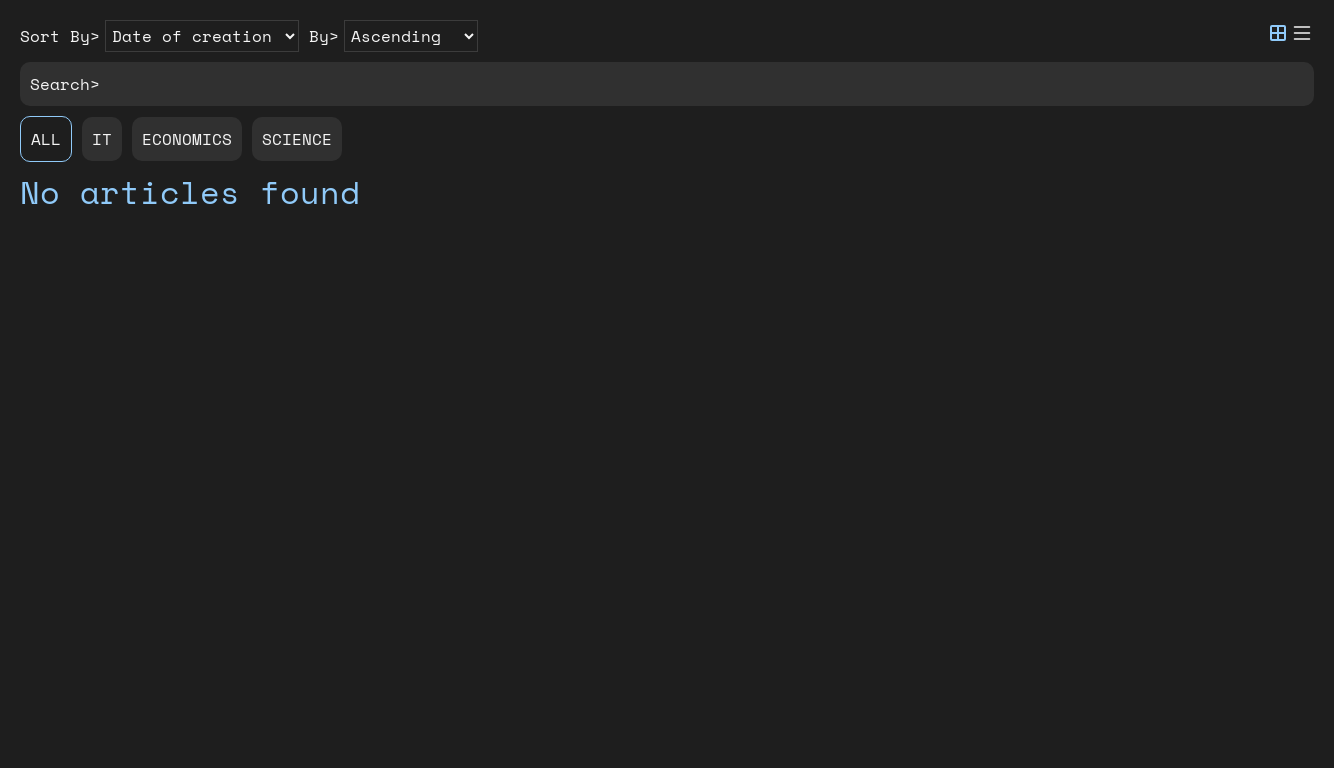 Sort By> Date of creation By> Ascending
Search>
ALL IT ECONOMICS SCIENCE
No articles found